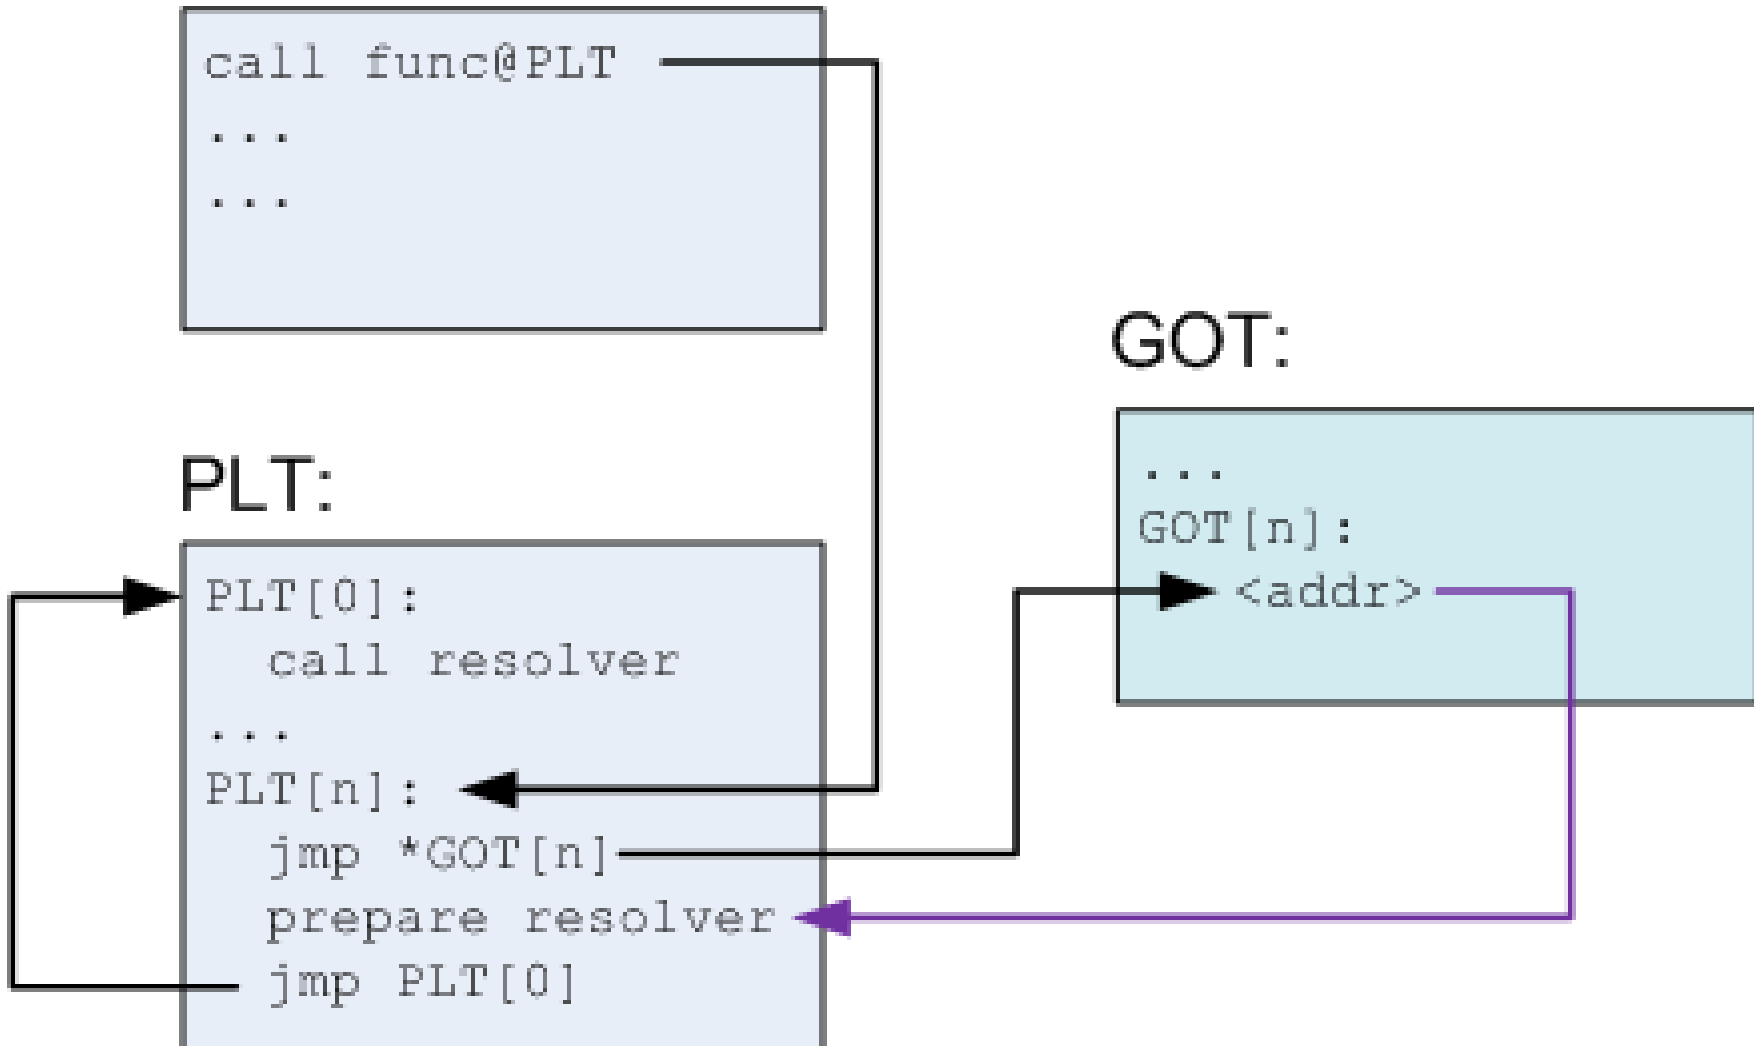 call func@PLT
...
...
PLT:
PLT[0]:
call resolver
...
PLT[n]:
jmp *GOT[n]
prepare resolver
jmp PLT[0]
GOT:
...
GOT[n]:
<addr>